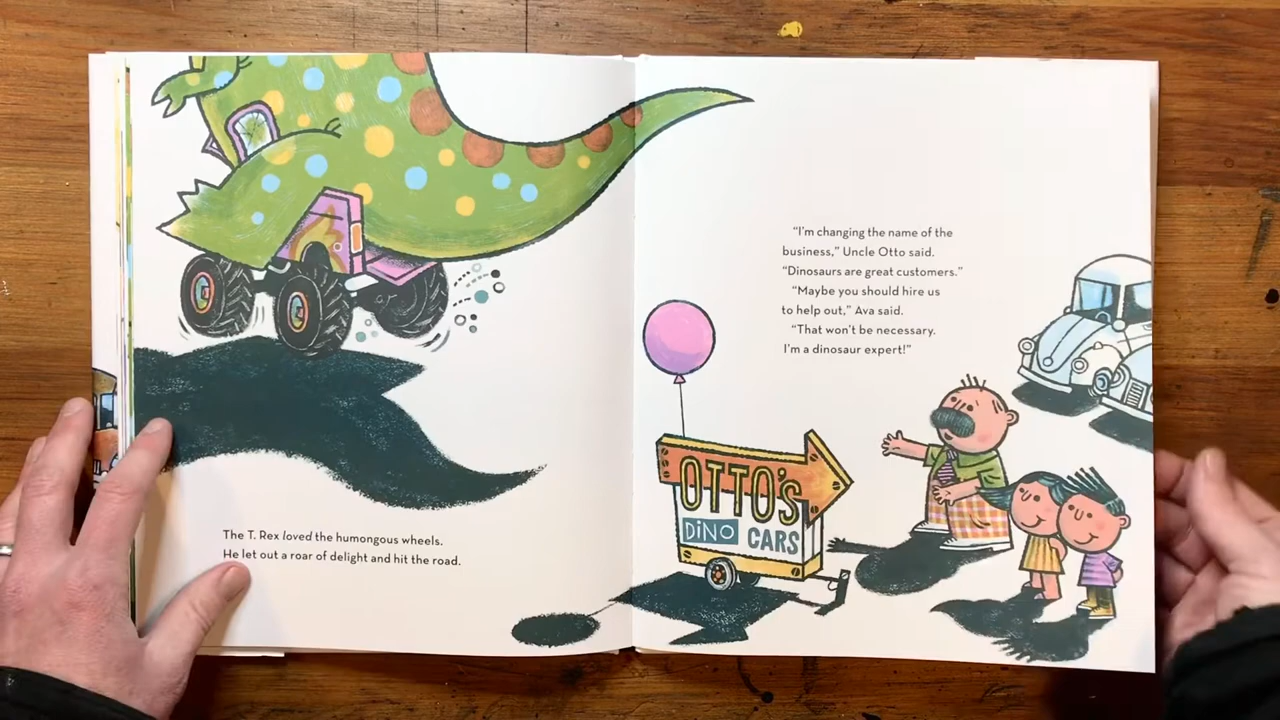 The T. Rex loved the humongous wheels.
He let out a roar of delight and hit the road.
“I’m changing the name of the
business,” Uncle Otto said.
“Dinosaurs are great customers.”
“Maybe you should hire us
to help out,” Ava said.
“That won’t be necessary.
I’m a dinosaur expert!”
OTTO’S
DINO CARS